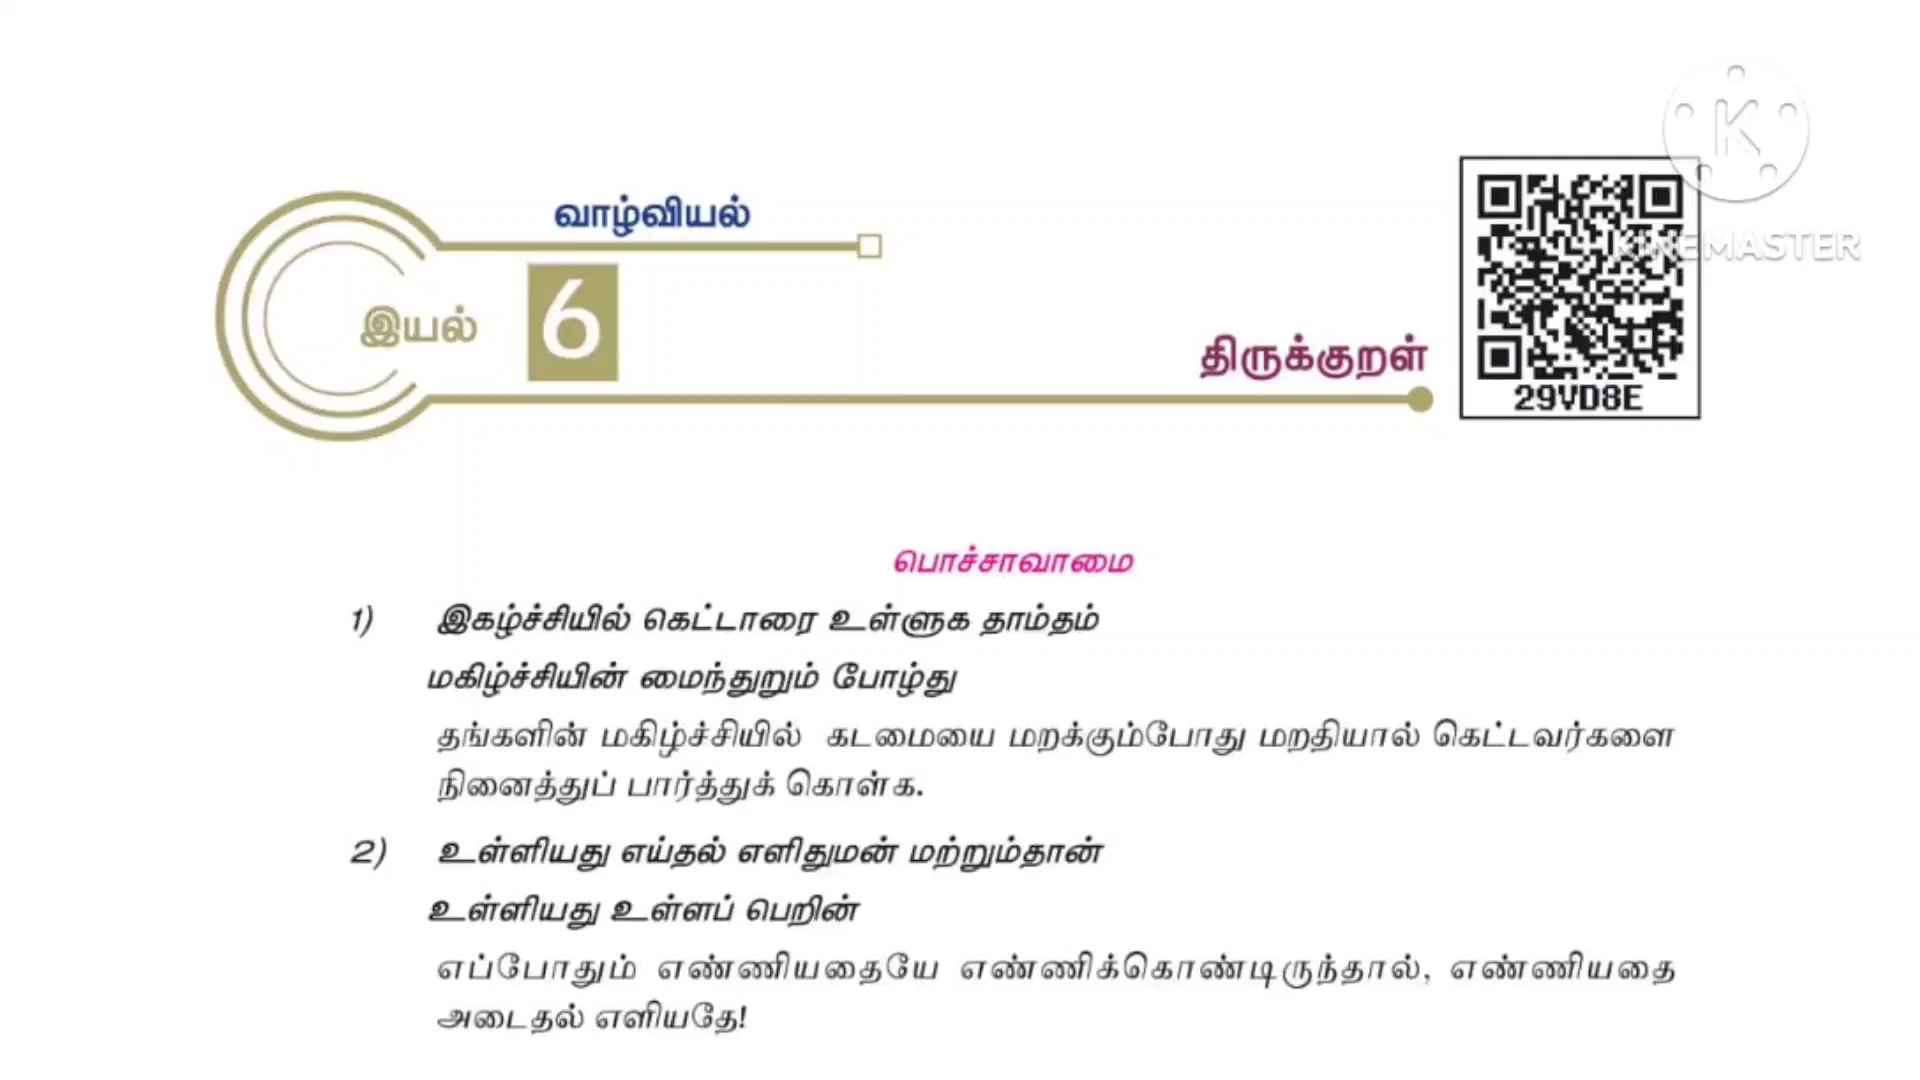 வாழ்வியல்
இயல் 6
திருக்குறள்
29VD8E
KINEMASTER
பொச்சாவாமை
1) இகழ்ச்சியில் கெட்டாரை உள்ளுக தாம்தம்
மகிழ்ச்சியின் மைந்துறும் போழ்து
தங்களின் மகிழ்ச்சியில் கடமையை மறக்கும்போது மறதியால் கெட்டவர்களை
நினைத்துப் பார்த்துக் கொள்க.
2) உள்ளியது எய்தல் எளிதுமன் மற்றும்தான்
உள்ளியது உள்ளப் பெறின்
எப்போதும் எண்ணியதையே எண்ணிக்கொண்டிருந்தால், எண்ணியதை
அடைதல் எளியதே!